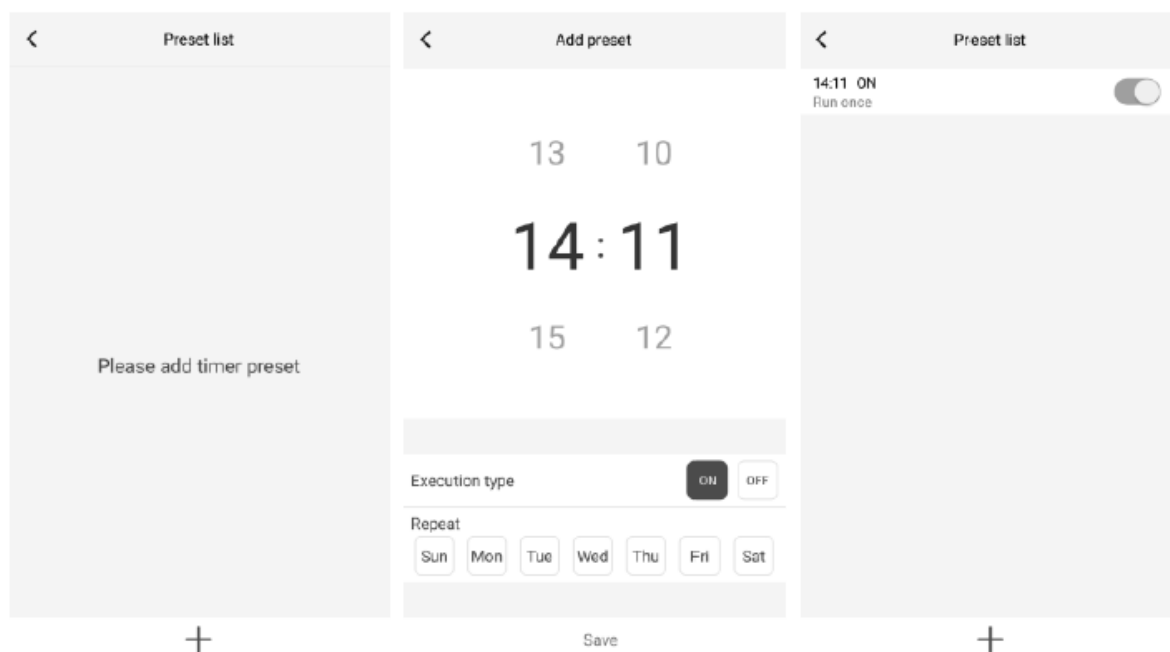 Preset list
Please add timer preset
Add preset
13 10
14 : 11
15 12
Execution type ON OFF
Repeat
Sun Mon Tue Wed Thu Fri Sat
Save
Preset list
14:11 ON
Run once